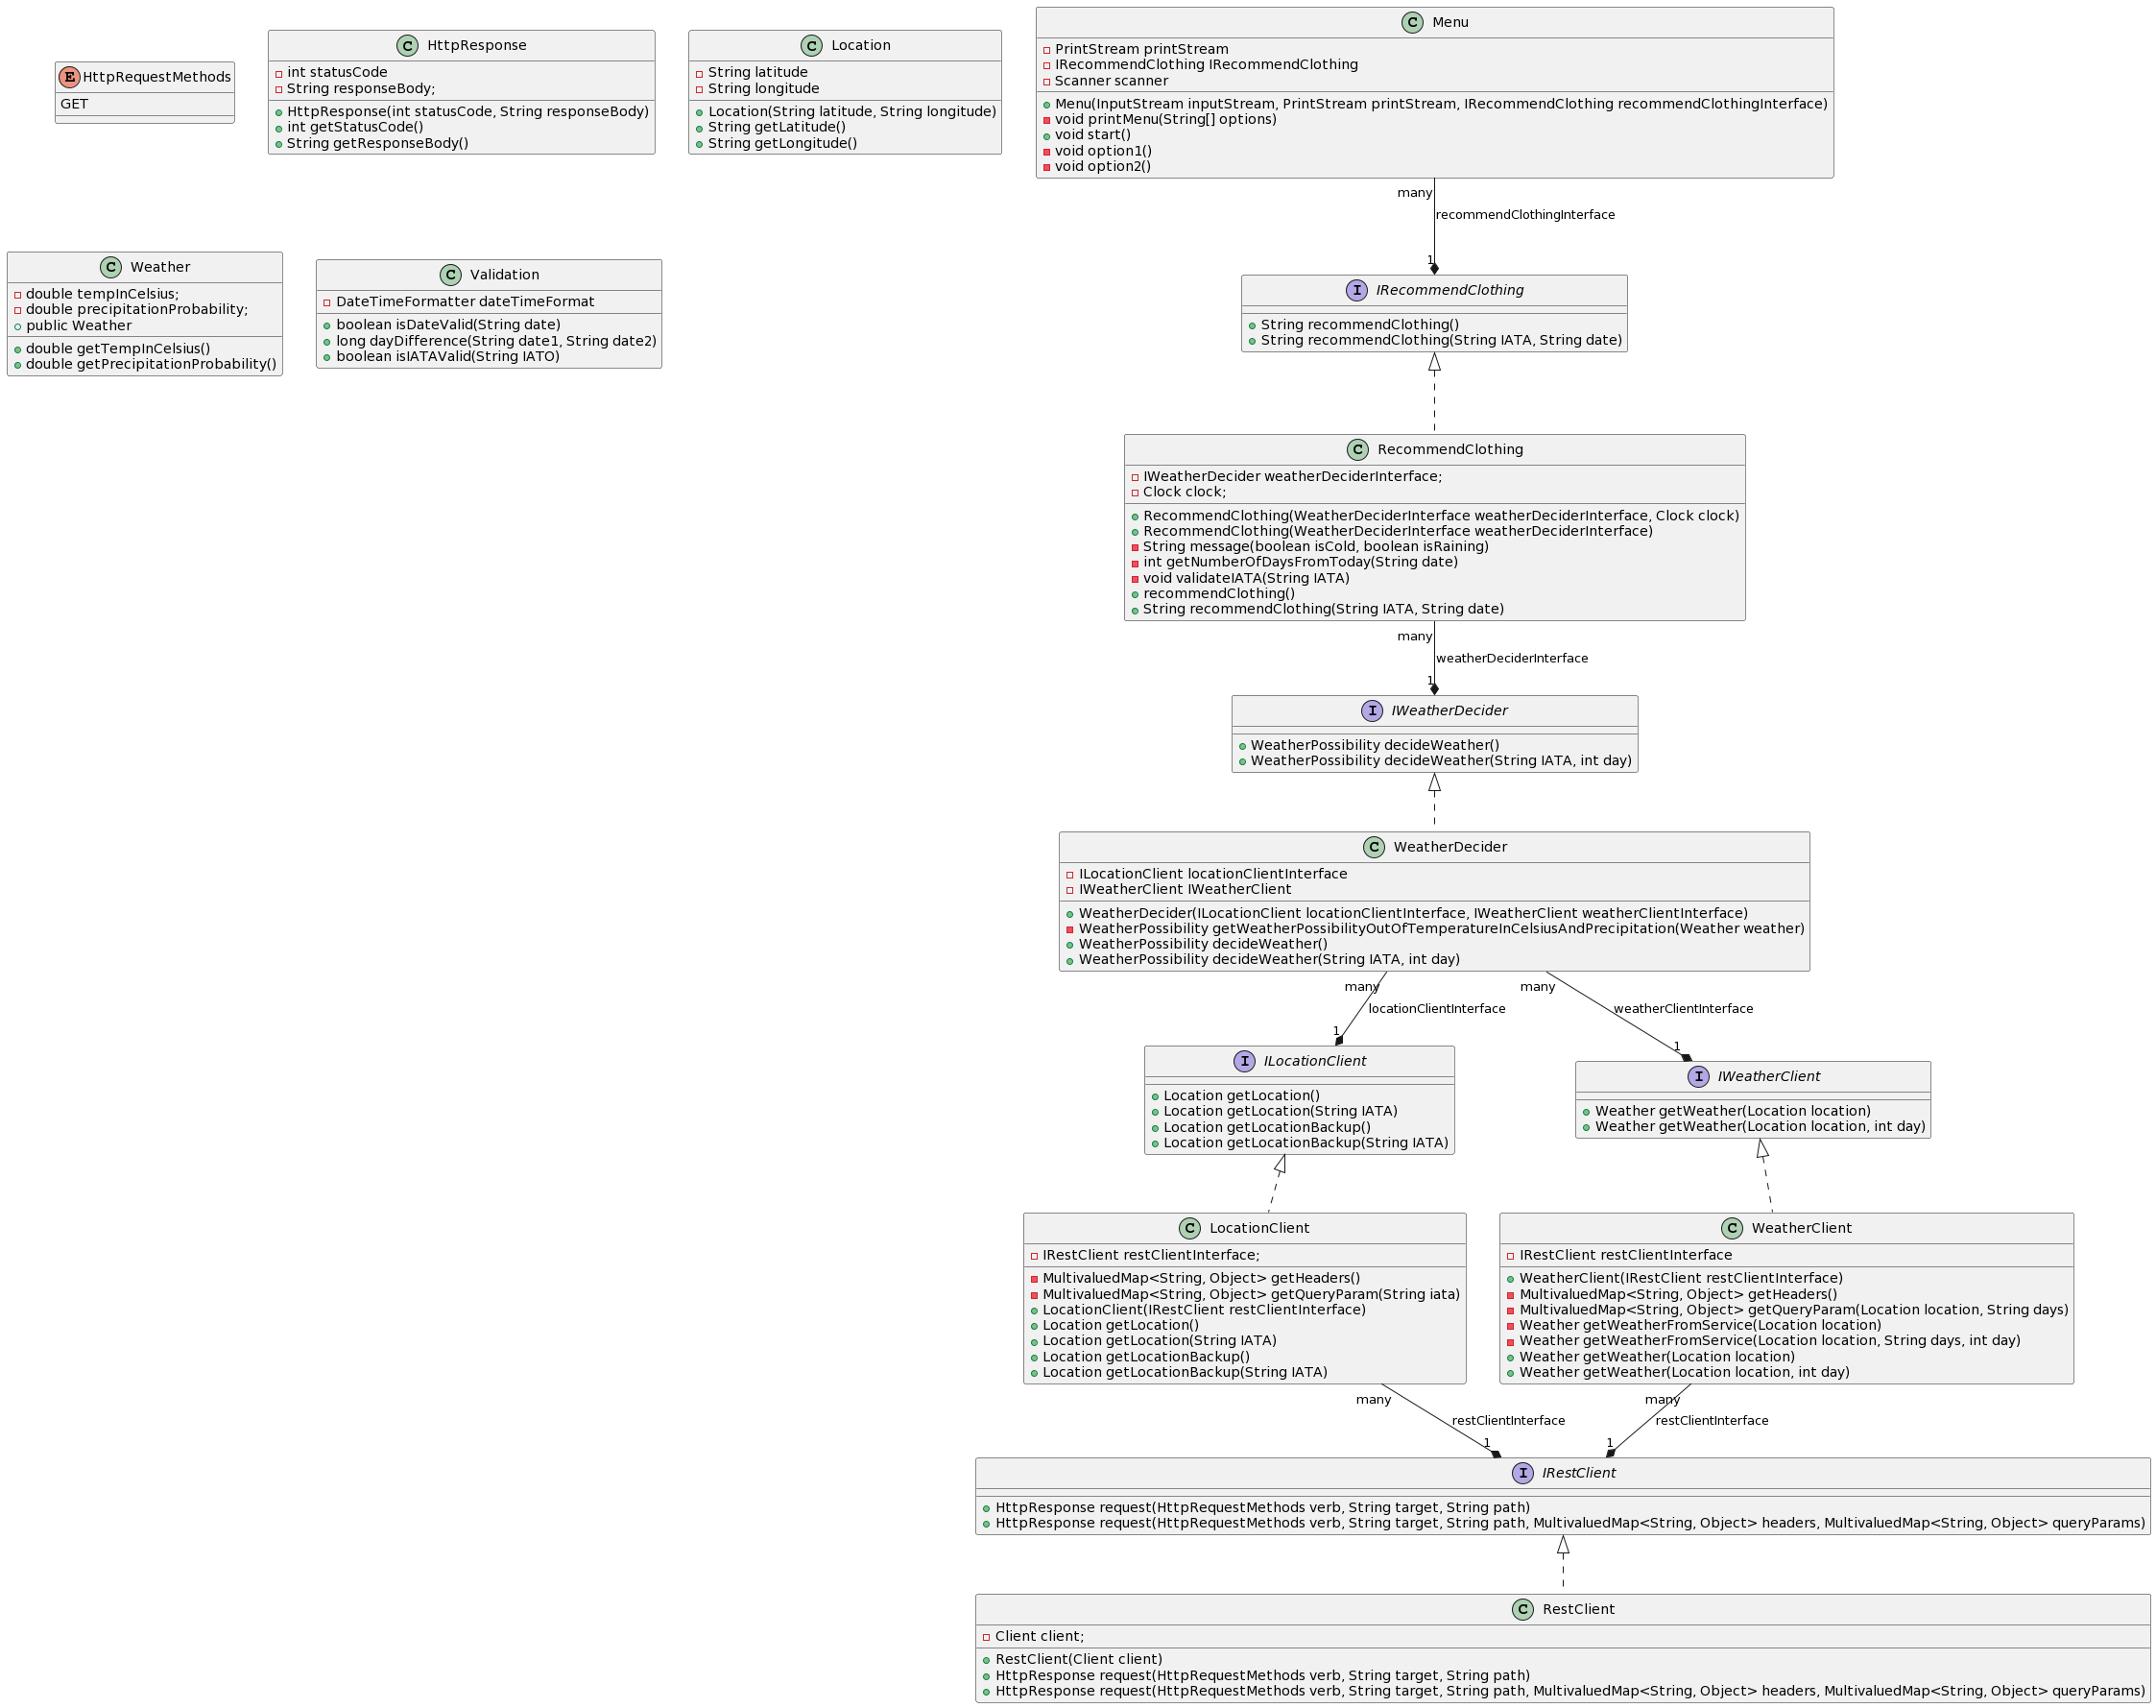 E HttpRequestMethods
GET
C HttpResponse
int statusCode
String responseBody;
HttpResponse(int statusCode, String responseBody)
int getStatusCode()
String getResponseBody()
C Location
String latitude
String longitude
Location(String latitude, String longitude)
String getLatitude()
String getLongitude()
C Menu
PrintStream printStream
IRecommendClothing IRecommendClothing
Scanner scanner
Menu(InputStream inputStream, PrintStream printStream, IRecommendClothing recommendClothingInterface)
void printMenu(String[] options)
void start()
void option1()
void option2()
many
recommendClothingInterface
1
C Weather
double tempInCelsius;
double precipitationProbability;
public Weather
double getTempInCelsius()
double getPrecipitationProbability()
C Validation
DateTimeFormatter dateTimeFormat
boolean isDateValid(String date)
long dayDifference(String date1, String date2)
boolean isIATAValid(String IATO)
I IRecommendClothing
String recommendClothing()
String recommendClothing(String IATA, String date)
C RecommendClothing
IWeatherDecider weatherDeciderInterface;
Clock clock;
RecommendClothing(WeatherDeciderInterface weatherDeciderInterface, Clock clock)
RecommendClothing(WeatherDeciderInterface weatherDeciderInterface)
String message(boolean isCold, boolean isRaining)
int getNumberOfDaysFromToday(String date)
void validateIATA(String IATA)
recommendClothing()
String recommendClothing(String IATA, String date)
many
weatherDeciderInterface
1
I IWeatherDecider
WeatherPossibility decideWeather()
WeatherPossibility decideWeather(String IATA, int day)
C WeatherDecider
ILocationClient locationClientInterface
IWeatherClient IWeatherClient
WeatherDecider(ILocationClient locationClientInterface, IWeatherClient weatherClientInterface)
WeatherPossibility getWeatherPossibilityOutOfTemperatureInCelsiusAndPrecipitation(Weather weather)
WeatherPossibility decideWeather()
WeatherPossibility decideWeather(String IATA, int day)
many
locationClientInterface
1
many
weatherClientInterface
1
I ILocationClient
Location getLocation()
Location getLocation(String IATA)
Location getLocationBackup()
Location getLocationBackup(String IATA)
I IWeatherClient
Weather getWeather(Location location)
Weather getWeather(Location location, int day)
C LocationClient
IRestClient restClientInterface;
MultivaluedMap<String, Object> getHeaders()
MultivaluedMap<String, Object> getQueryParam(String iata)
LocationClient(IRestClient restClientInterface)
Location getLocation()
Location getLocation(String IATA)
Location getLocationBackup()
Location getLocationBackup(String IATA)
C WeatherClient
IRestClient restClientInterface
WeatherClient(IRestClient restClientInterface)
MultivaluedMap<String, Object> getHeaders()
MultivaluedMap<String, Object> getQueryParam(Location location, String days)
Weather getWeatherFromService(Location location)
Weather getWeatherFromService(Location location, String days, int day)
Weather getWeather(Location location)
Weather getWeather(Location location, int day)
many
restClientInterface
1
many
restClientInterface
1
I IRestClient
HttpResponse request(HttpRequestMethods verb, String target, String path)
HttpResponse request(HttpRequestMethods verb, String target, String path, MultivaluedMap<String, Object> headers, MultivaluedMap<String, Object> queryParams)
C RestClient
Client client;
RestClient(Client client)
HttpResponse request(HttpRequestMethods verb, String target, String path)
HttpResponse request(HttpRequestMethods verb, String target, String path, MultivaluedMap<String, Object> headers, MultivaluedMap<String, Object> queryParams)